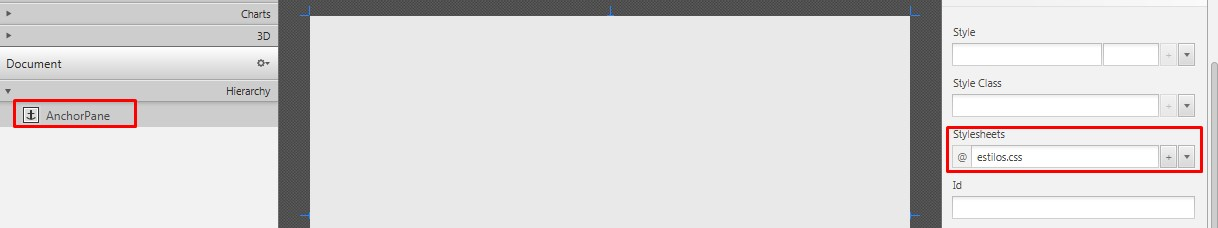 Charts
3D
Document
Hierarchy
AnchorPane
Style
Style Class
Stylesheets
@ estilos.css
Id